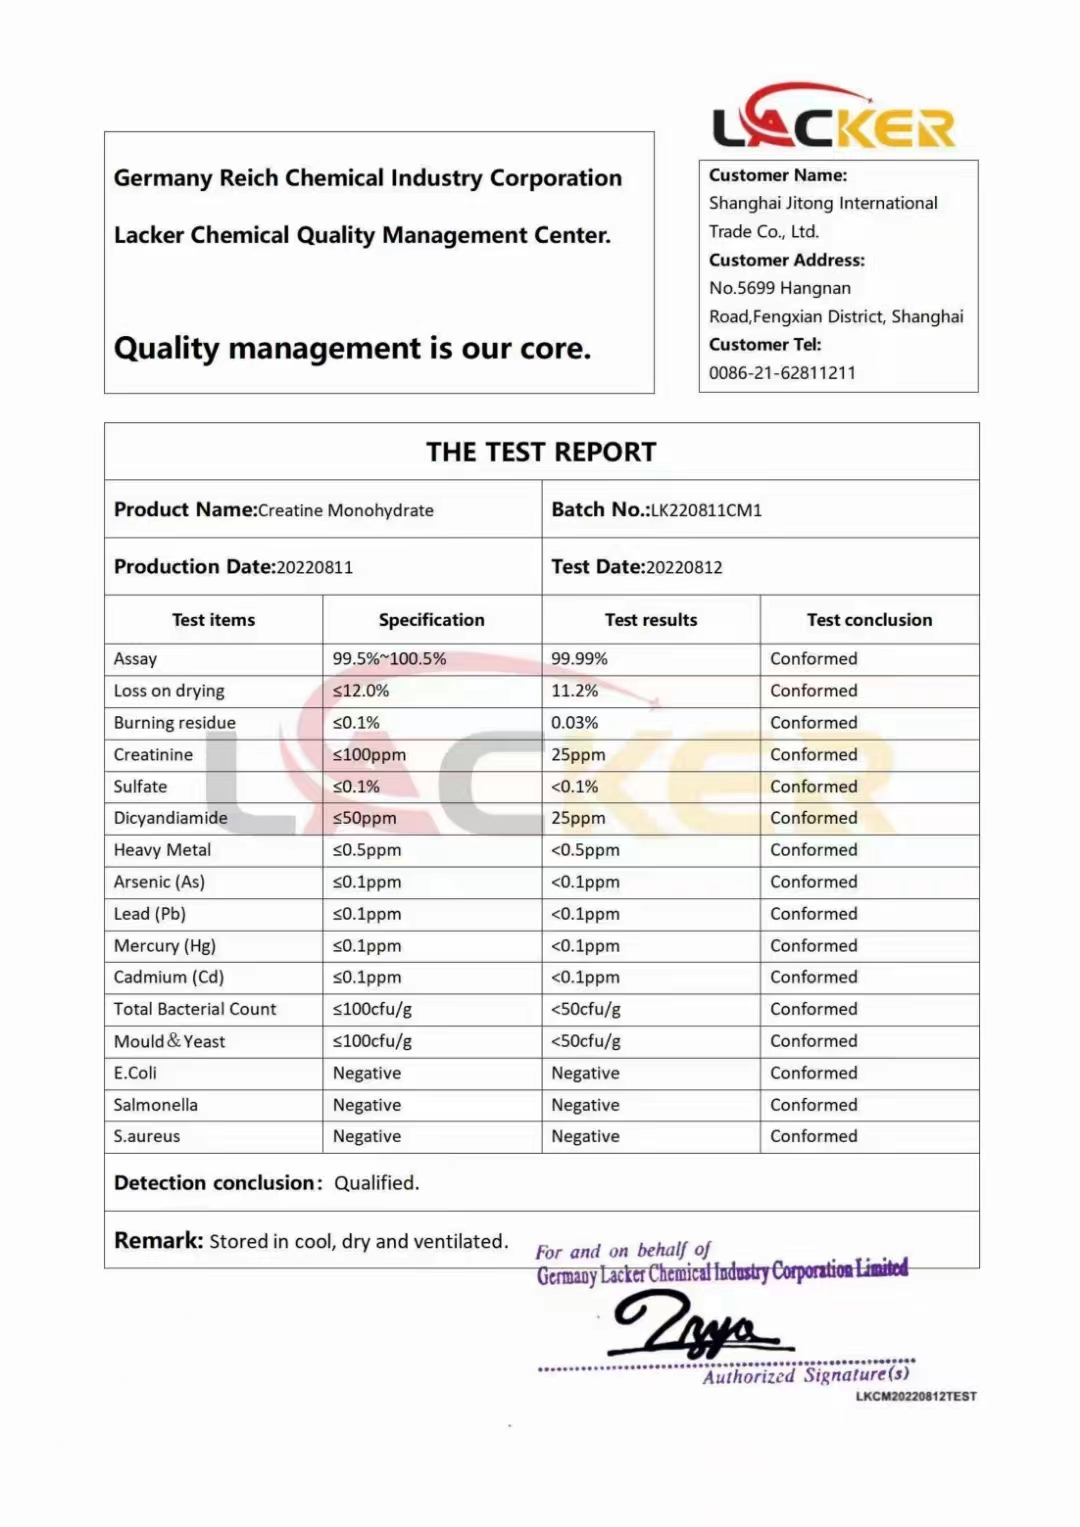 LACKER
Germany Reich Chemical Industry Corporation
Lacker Chemical Quality Management Center.
Quality management is our core.
Customer Name:
Shanghai Jitong International
Trade Co., Ltd.
Customer Address:
No.5699 Hangnan
Road,Fengxian District, Shanghai
Customer Tel:
0086-21-62811211
THE TEST REPORT
Product Name:Creatine Monohydrate Batch No.:LK220811CM1
Production Date:20220811 Test Date:20220812
Test items Specification Test results Test conclusion
Assay 99.5%~100.5% 99.99% Conformed
Loss on drying ≤12.0% 11.2% Conformed
Burning residue ≤0.1% 0.03% Conformed
Creatinine ≤100ppm 25ppm Conformed
Sulfate ≤0.1% <0.1% Conformed
Dicyandiamide ≤50ppm 25ppm Conformed
Heavy Metal ≤0.5ppm <0.5ppm Conformed
Arsenic (As) ≤0.1ppm <0.1ppm Conformed
Lead (Pb) ≤0.1ppm <0.1ppm Conformed
Mercury (Hg) ≤0.1ppm <0.1ppm Conformed
Cadmium (Cd) ≤0.1ppm <0.1ppm Conformed
Total Bacterial Count ≤100cfu/g <50cfu/g Conformed
Mould&Yeast ≤100cfu/g <50cfu/g Conformed
E.Coli Negative Negative Conformed
Salmonella Negative Negative Conformed
S.aureus Negative Negative Conformed
LACKER
Detection conclusion: Qualified.
Remark: Stored in cool, dry and ventilated.
For and on behalf of
Germany Lacker Chemical Industry Corporation Limited
Authorized Signature(s)
LKCM20220812TEST